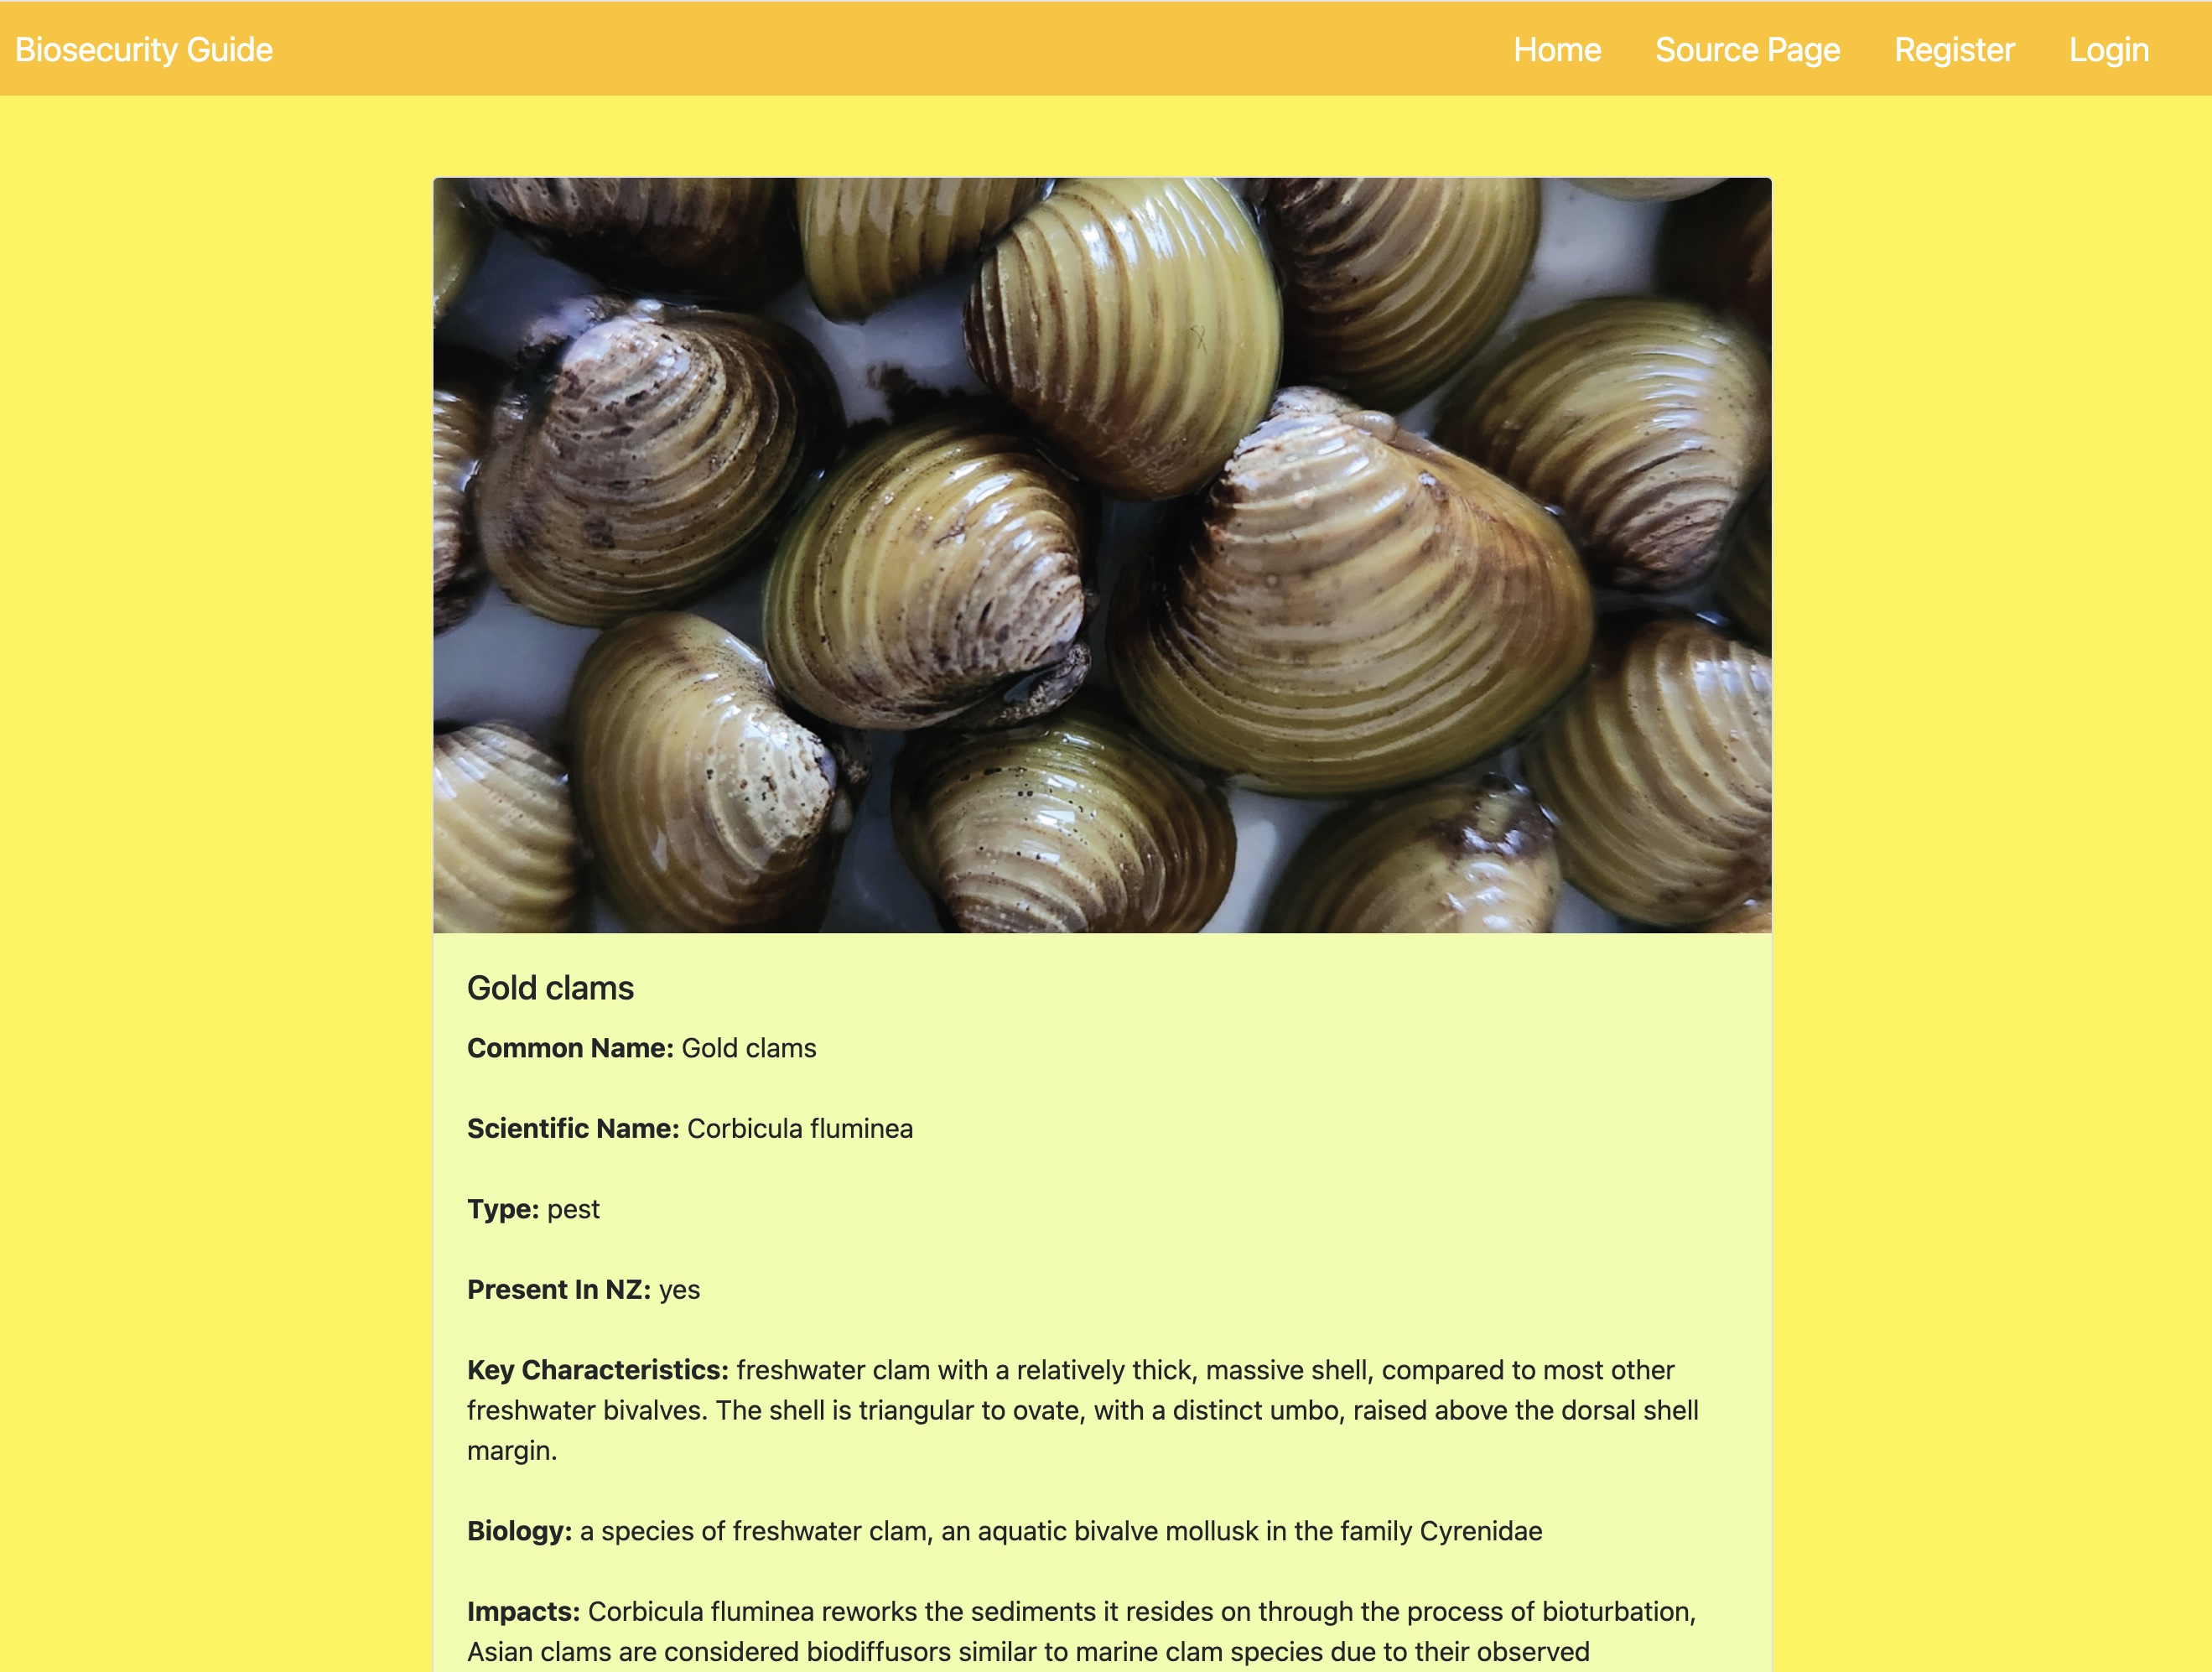 Biosecurity Guide
Home Source Page Register Login
Gold clams
Common Name: Gold clams
Scientific Name: Corbicula fluminea
Type: pest
Present In NZ: yes
Key Characteristics: freshwater clam with a relatively thick, massive shell, compared to most other
freshwater bivalves. The shell is triangular to ovate, with a distinct umbo, raised above the dorsal shell
margin.
Biology: a species of freshwater clam, an aquatic bivalve mollusk in the family Cyrenidae
Impacts: Corbicula fluminea reworks the sediments it resides on through the process of bioturbation,
Asian clams are considered biodiffusors similar to marine clam species due to their observed